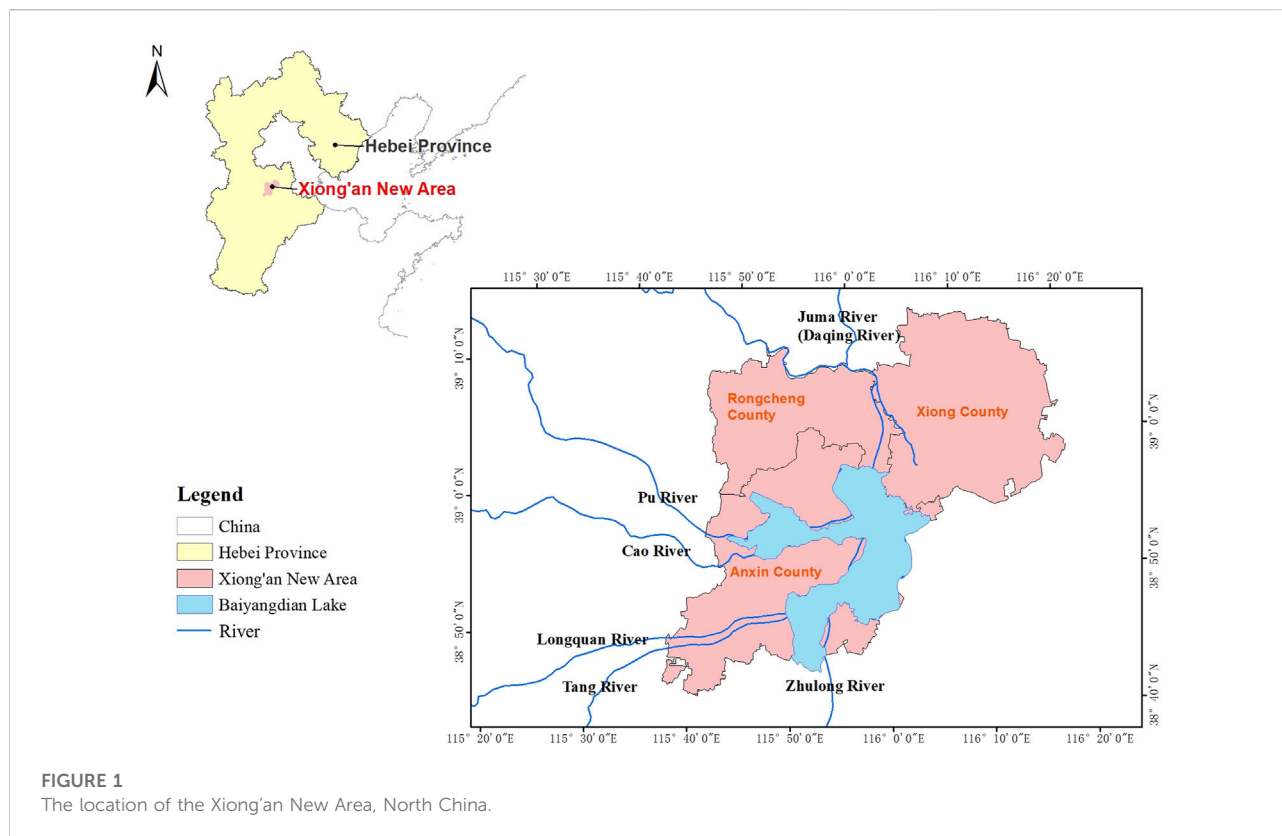 N
Hebei Province
Xiong'an New Area
115° 30′ 0″E
115° 40′ 0″E
115° 50′ 0″E
116° 0′ 0″E
116° 10′ 0″E
116° 20′ 0″E
Juma River
(Daqing River)
39° 10′ 0″N
Rongcheng
County
Xiong County
39° 0′ 0″N
Legend
China
Hebei Province
Xiong'an New Area
Baiyangdian Lake
River
Pu River
39° 0′ 0″N
Cao River
Anxin County
38° 50′ 0″N
Longquan River
38° 50′ 0″N
Tang River
Zhulong River
38° 40′ 0″N
115° 20′ 0″E
115° 30′ 0″E
115° 40′ 0″E
115° 50′ 0″E
116° 0′ 0″E
116° 10′ 0″E
116° 20′ 0″E
FIGURE 1
The location of the Xiong'an New Area, North China.